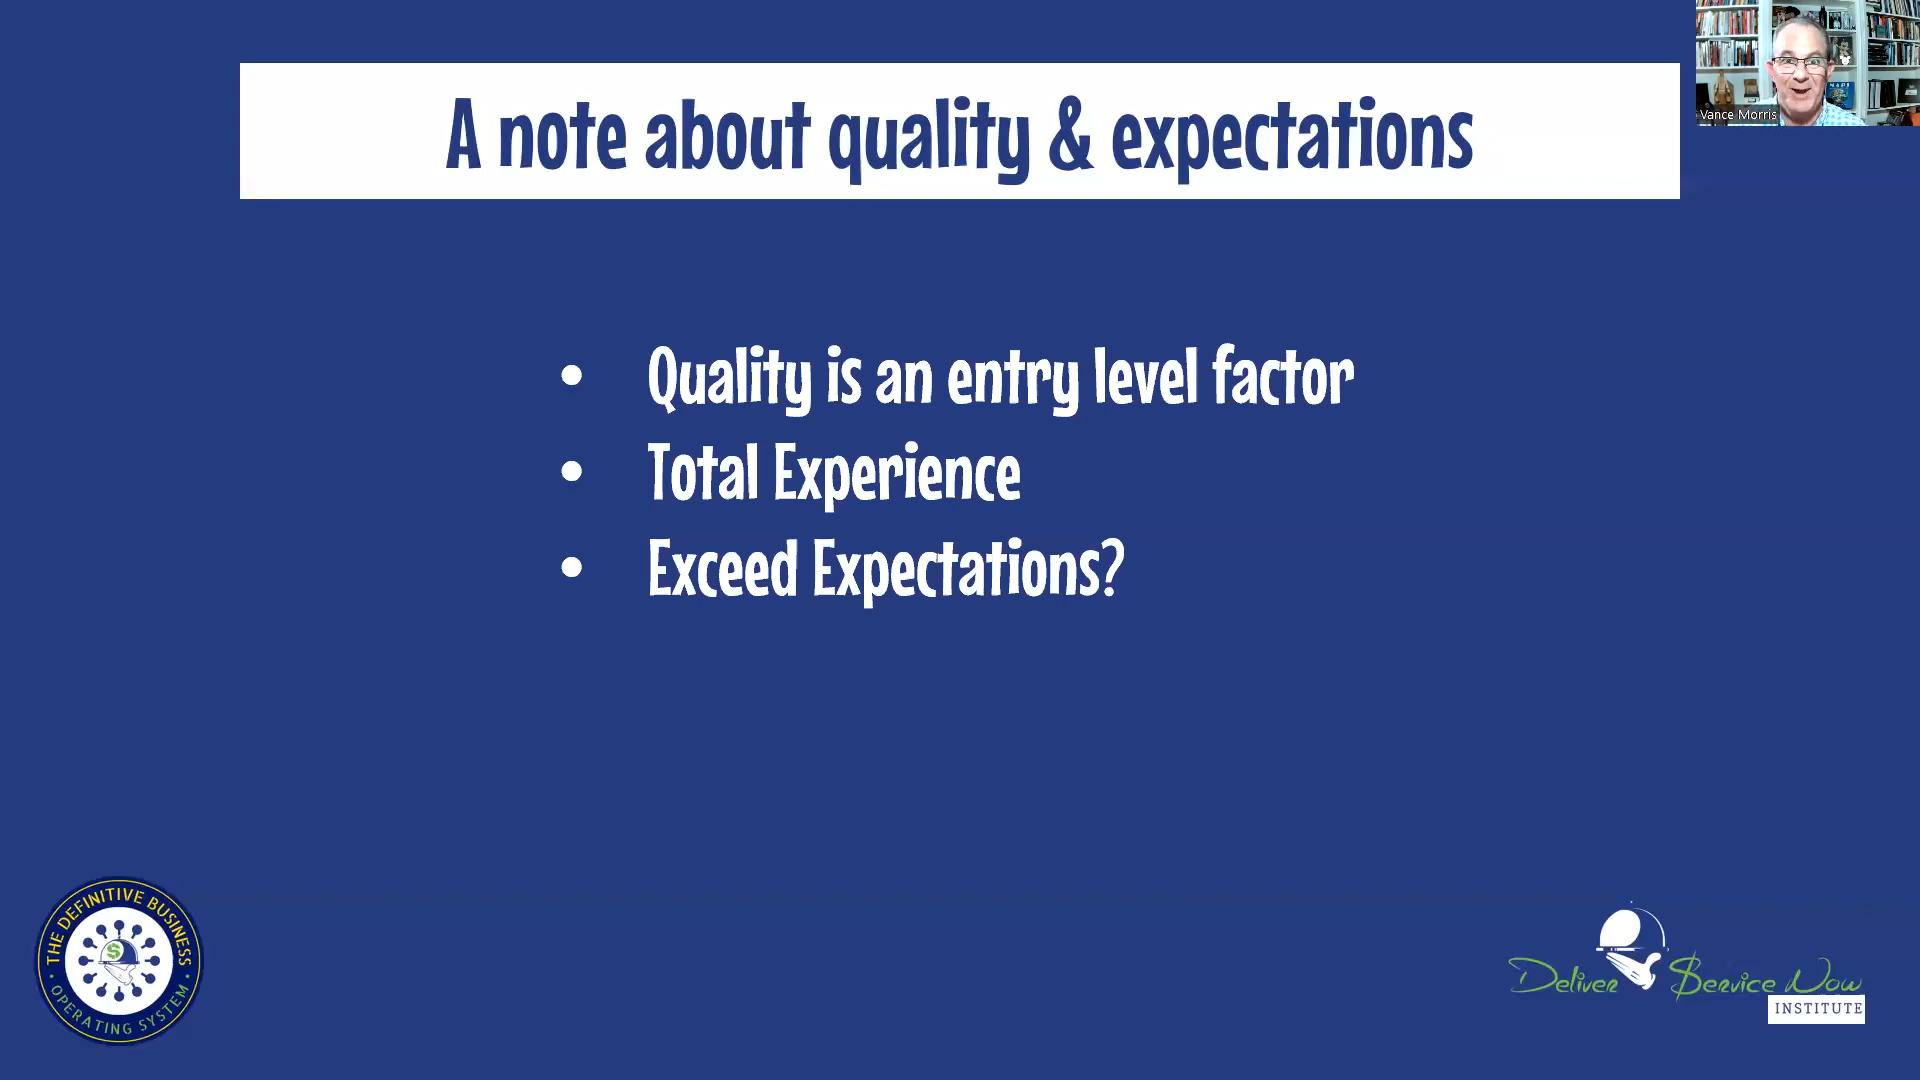 A note about quality & expectations
Vance Morris
• Quality is an entry level factor
• Total Experience
• Exceed Expectations?
THE DEFINITIVE BUSINESS
• OPERATING SYSTEM •
$
Deliver $ervice Now
INSTITUTE